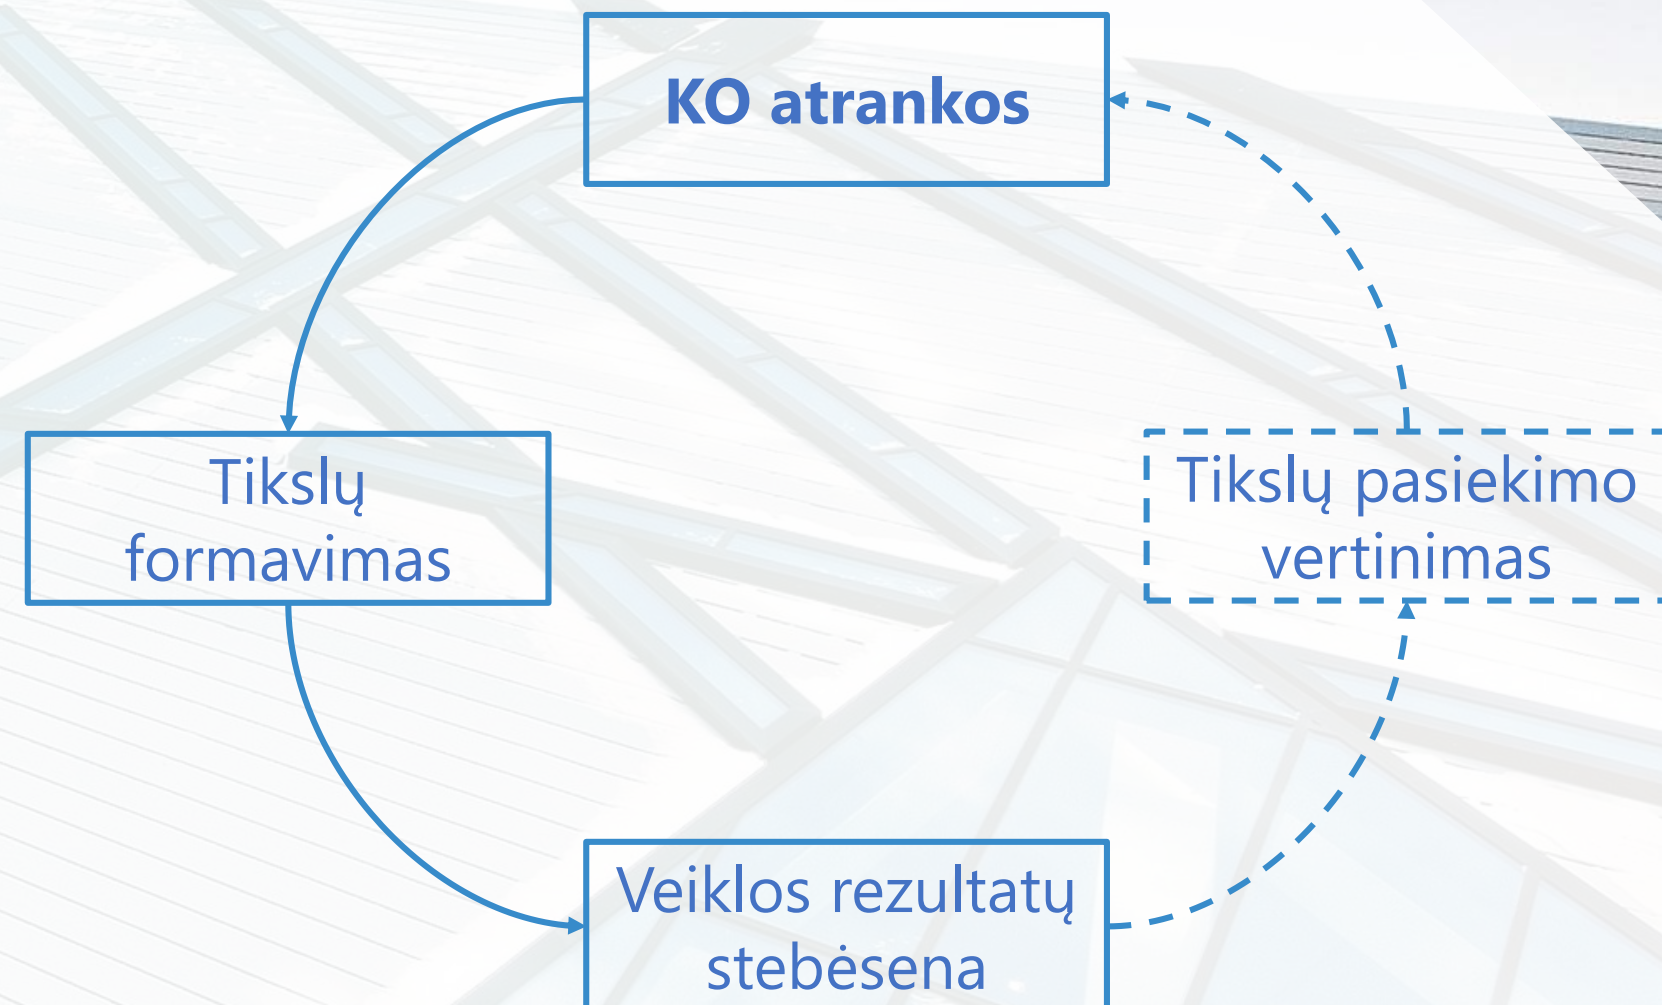 KO atrankos
Tikslų
formavimas
Tikslų pasiekimo
vertinimas
Veiklos rezultatų
stebėsena